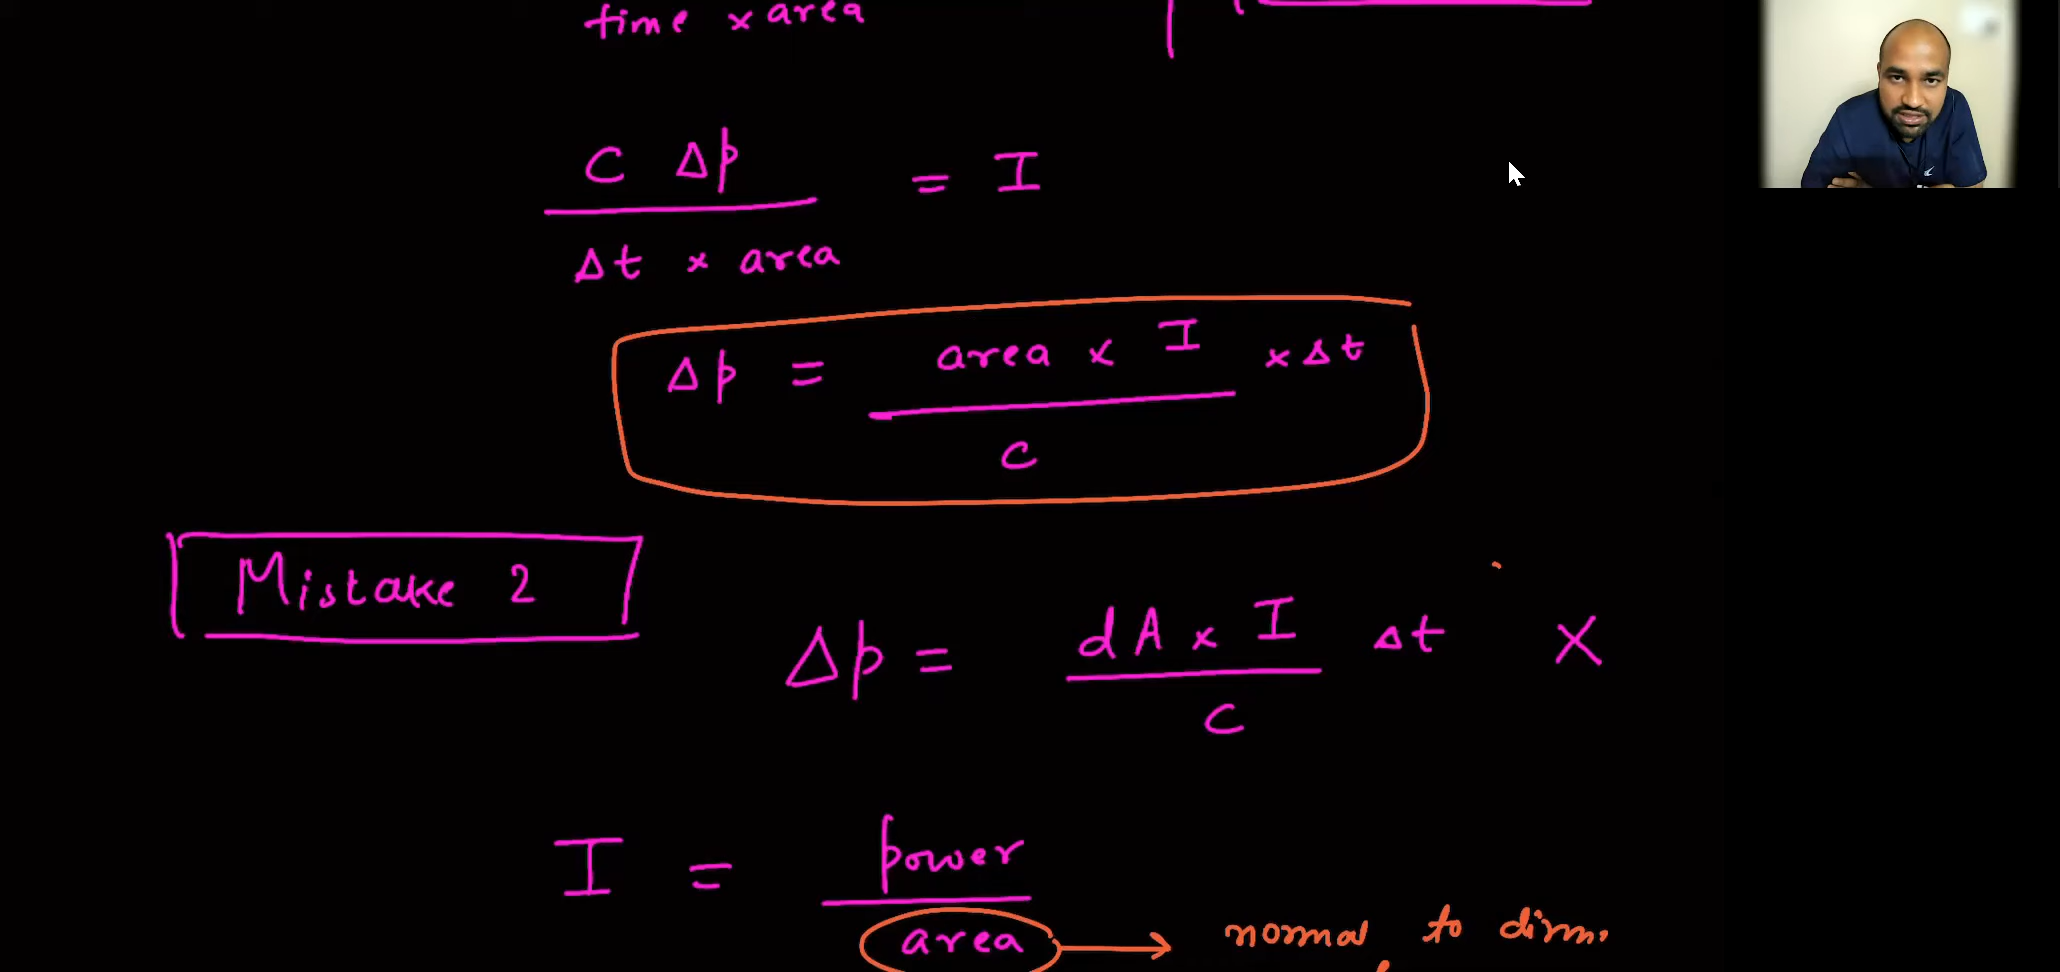 time × area
C Δp
———— = I
Δt × area
Δp = area × I × Δt
————
C
Mistake 2
Δp = dA × I Δt X
————
C
I = power
————
area → normal to dirn.